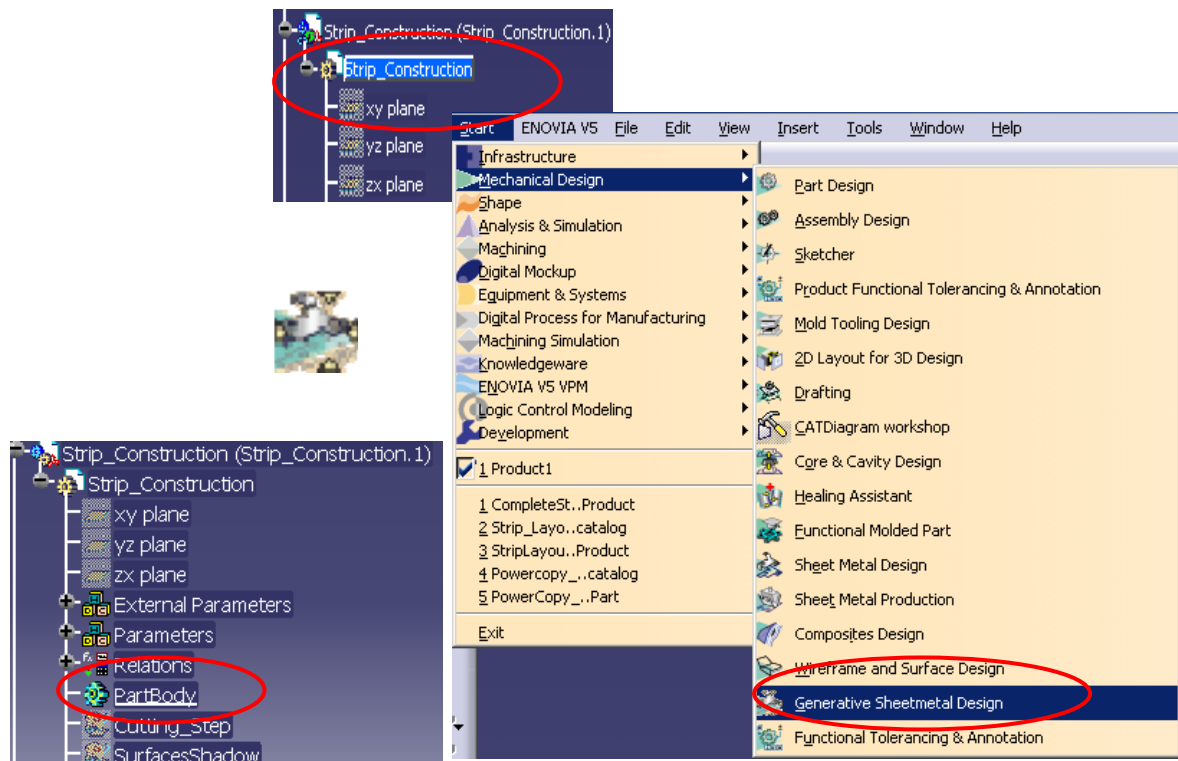 Strip_Construction (Strip_Construction.1)
Strip_Construction
xy plane
yz plane
zx plane
Start ENOVIA V5 File Edit View Insert Tools Window Help
Infrastructure
Mechanical Design
Shape
Analysis & Simulation
Machining
Digital Mockup
Equipment & Systems
Digital Process for Manufacturing
Machining Simulation
Knowledgeware
ENOVIA V5 VPM
Logic Control Modeling
Development
1 Product1
1 CompleteSt..Product
2 Strip_Layo..catalog
3 StripLayou..Product
4 Powercopy_..catalog
5 PowerCopy_..Part
Exit
Part Design
Assembly Design
Sketcher
Product Functional Tolerancing & Annotation
Mold Tooling Design
2D Layout for 3D Design
Drafting
CATDiagram workshop
Core & Cavity Design
Healing Assistant
Functional Molded Part
Sheet Metal Design
Sheet Metal Production
Composites Design
Wireframe and Surface Design
Generative Sheetmetal Design
Functional Tolerancing & Annotation
Strip_Construction (Strip_Construction.1)
Strip_Construction
xy plane
yz plane
zx plane
External Parameters
Parameters
Relations
PartBody
Cutting_Step
SurfacesShadow